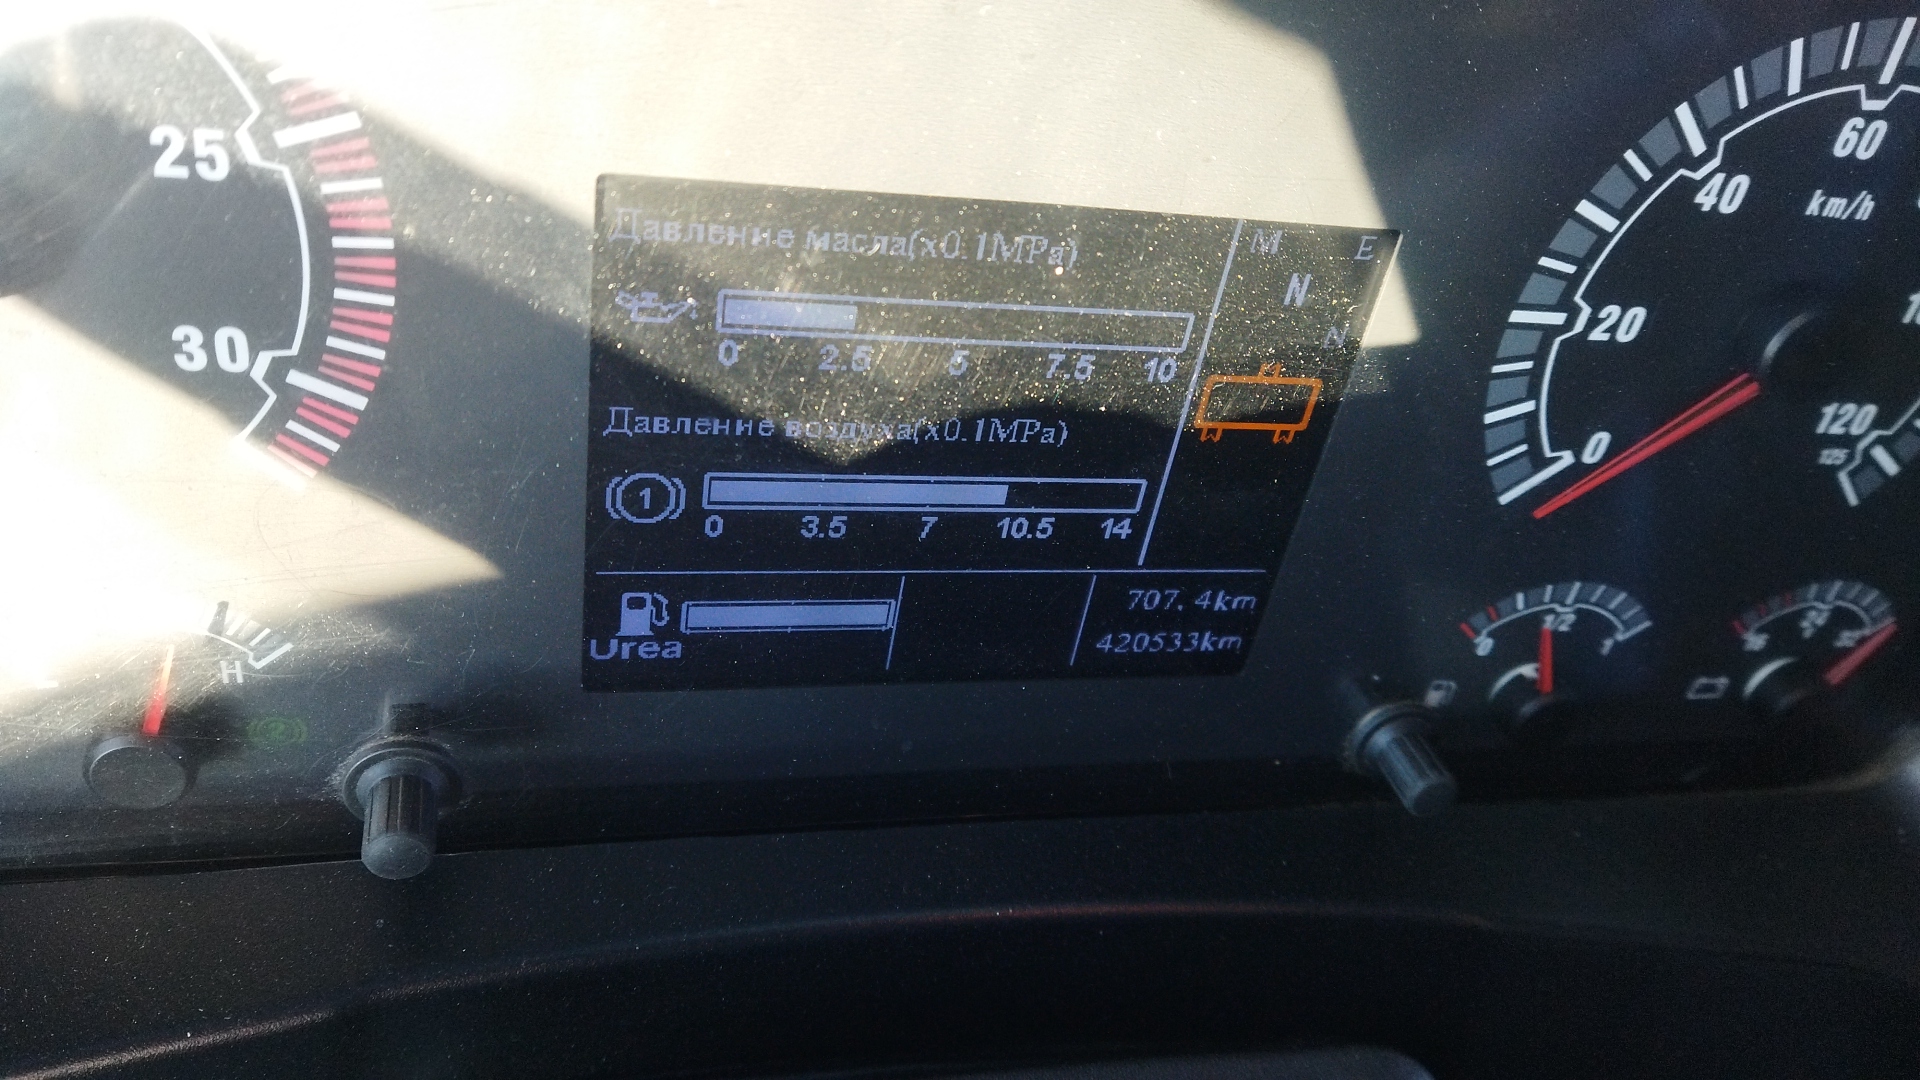 25
30
H
Давление масла(x0.1MPa)
0 2.5 5 7.5 10
Давление воздуха(x0.1MPa)
1
0 3.5 7 10.5 14
Urea
707.4km
420533km
M E
N
N
0 20 40 60
km/h
120
125
0 1/2 1
24